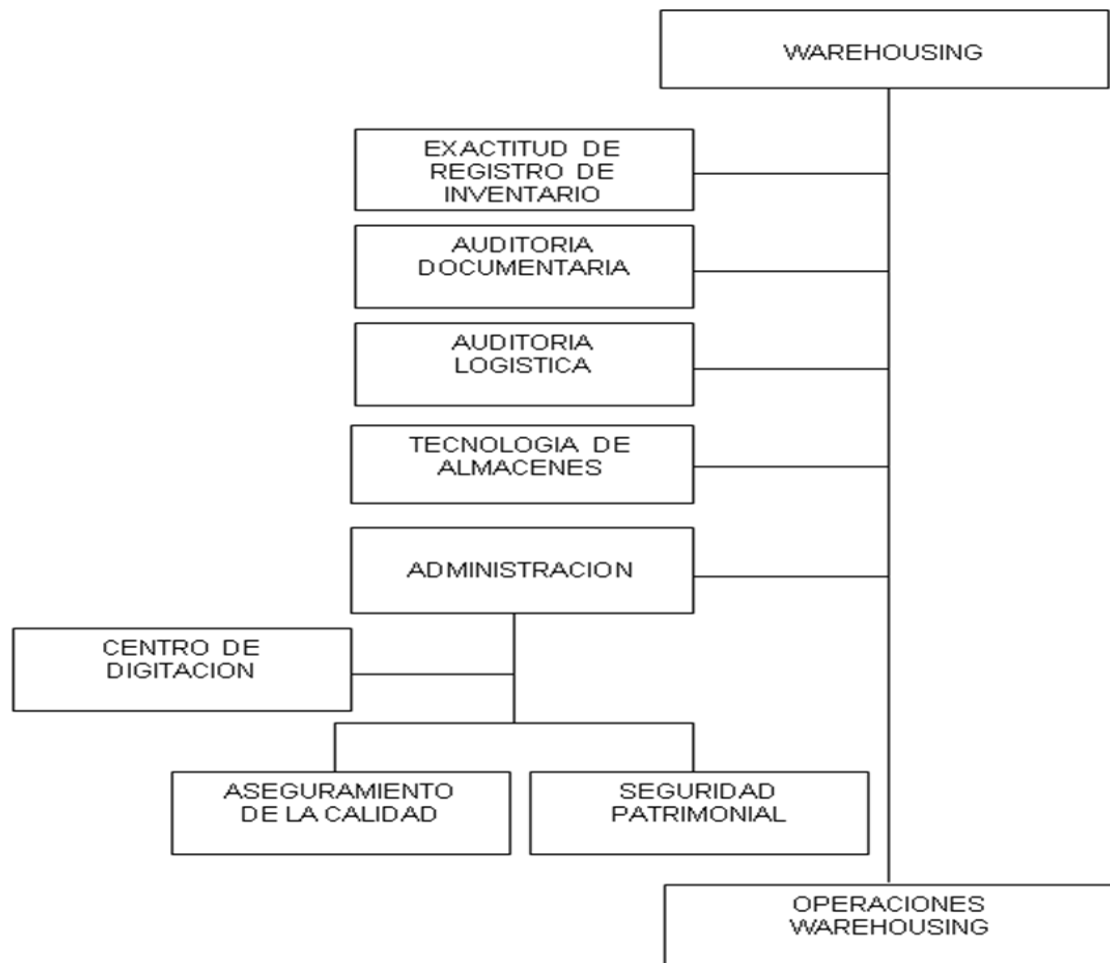 WAREHOUSING
EXACTITUD DE
REGISTRO DE
INVENTARIO
AUDITORIA
DOCUMENTARIA
AUDITORIA
LOGISTICA
TECNOLOGIA DE
ALMACENES
ADMINISTRACION
CENTRO DE
DIGITACION
ASEGURAMIENTO
DE LA CALIDAD
SEGURIDAD
PATRIMONIAL
OPERACIONES
WAREHOUSING